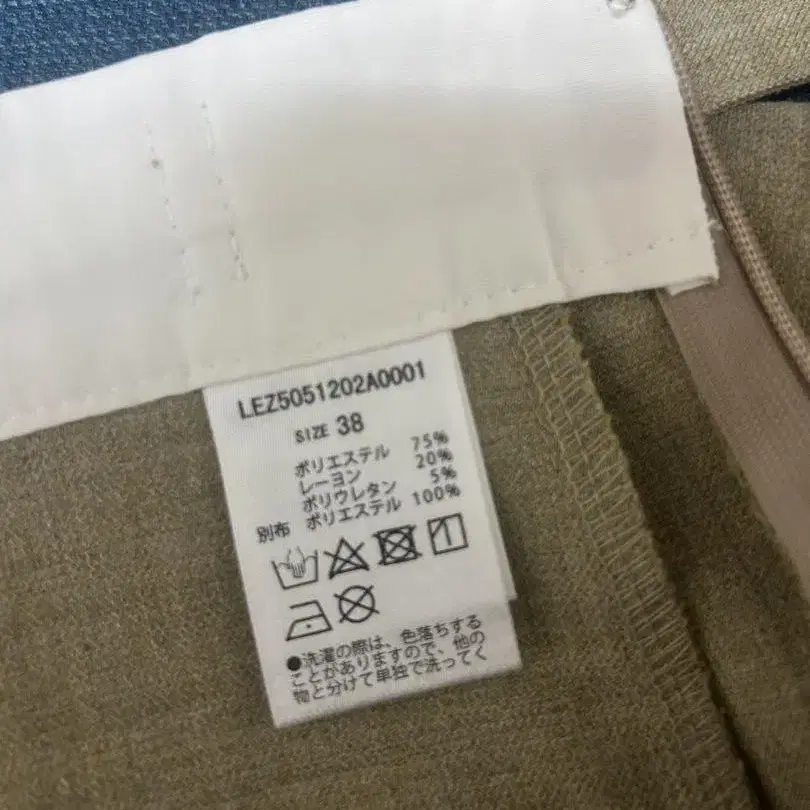 LEZ5051202A0001
SIZE 38
ポリエステル 75%
レーヨン 20%
ポリウレタン 5%
別布 ポリエステル 100%
●洗濯の際は、色落ちする
ことがありますので、他の
物と分けて単独で洗ってく